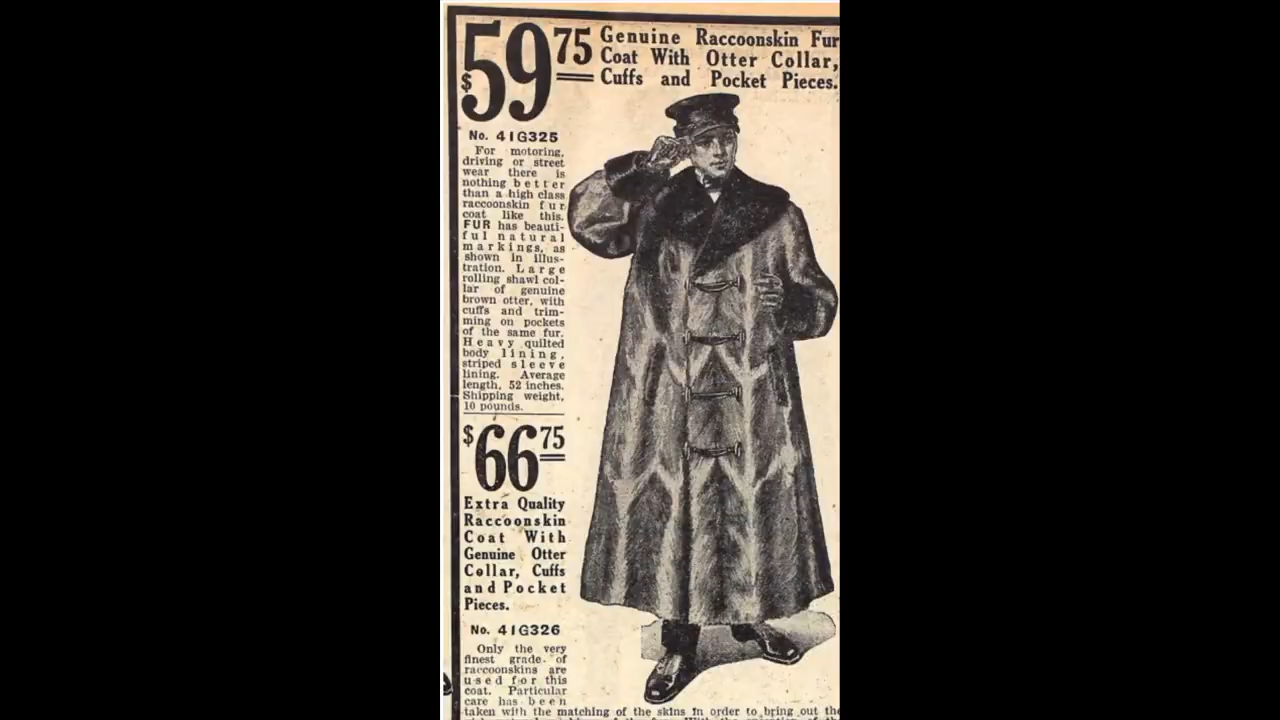 $59 75
Genuine Raccoonskin Fur
Coat With Otter Collar,
Cuffs and Pocket Pieces.
No. 41G325
For motoring,
driving or street
wear there is
nothing better
than a high class
raccoonskin fur
coat like this.
FUR has beauti-
ful natural
markings, as
shown in illus-
tration. Large
rolling shawl col-
lar of genuine
brown otter, with
cuffs and trim-
ming on pockets
of the same fur.
Heavy quilted
body lining,
striped sleeve
lining. Average
length, 52 inches.
Shipping weight,
10 pounds.
$66 75
Extra Quality
Raccoonskin
Coat With
Genuine Otter
Collar, Cuffs
and Pocket
Pieces.
No. 41G326
Only the very
finest grade of
raccoonskins are
used for this
coat. Particular
care has been
taken with the matching of the skins in order to bring out the